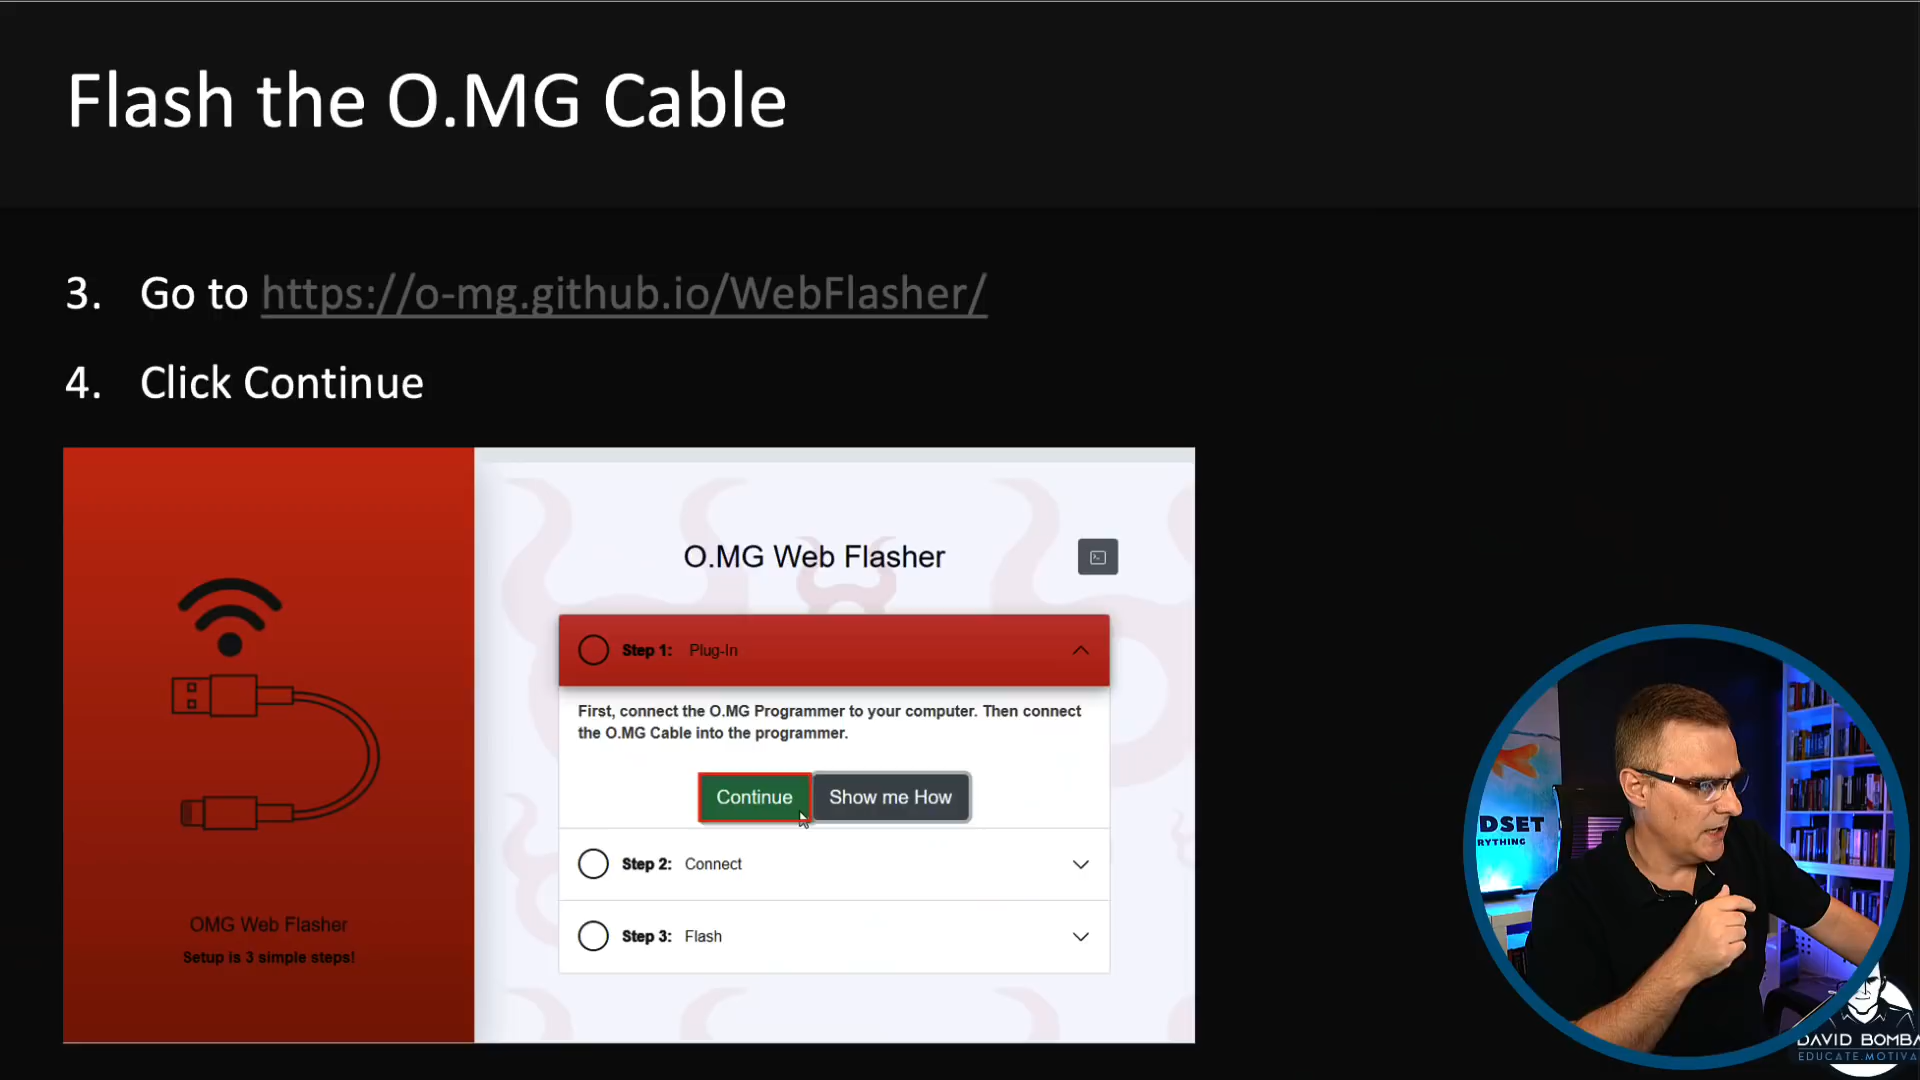 Flash the O.MG Cable
3. Go to https://o-mg.github.io/WebFlasher/
4. Click Continue
O.MG Web Flasher
Step 1: Plug-In
First, connect the O.MG Programmer to your computer. Then connect
the O.MG Cable into the programmer.
Continue
Show me How
Step 2: Connect
Step 3: Flash
OMG Web Flasher
Setup is 3 simple steps!
DSET
RYTHING
DAVID BOMBA
EDUCATE.MOTIVA